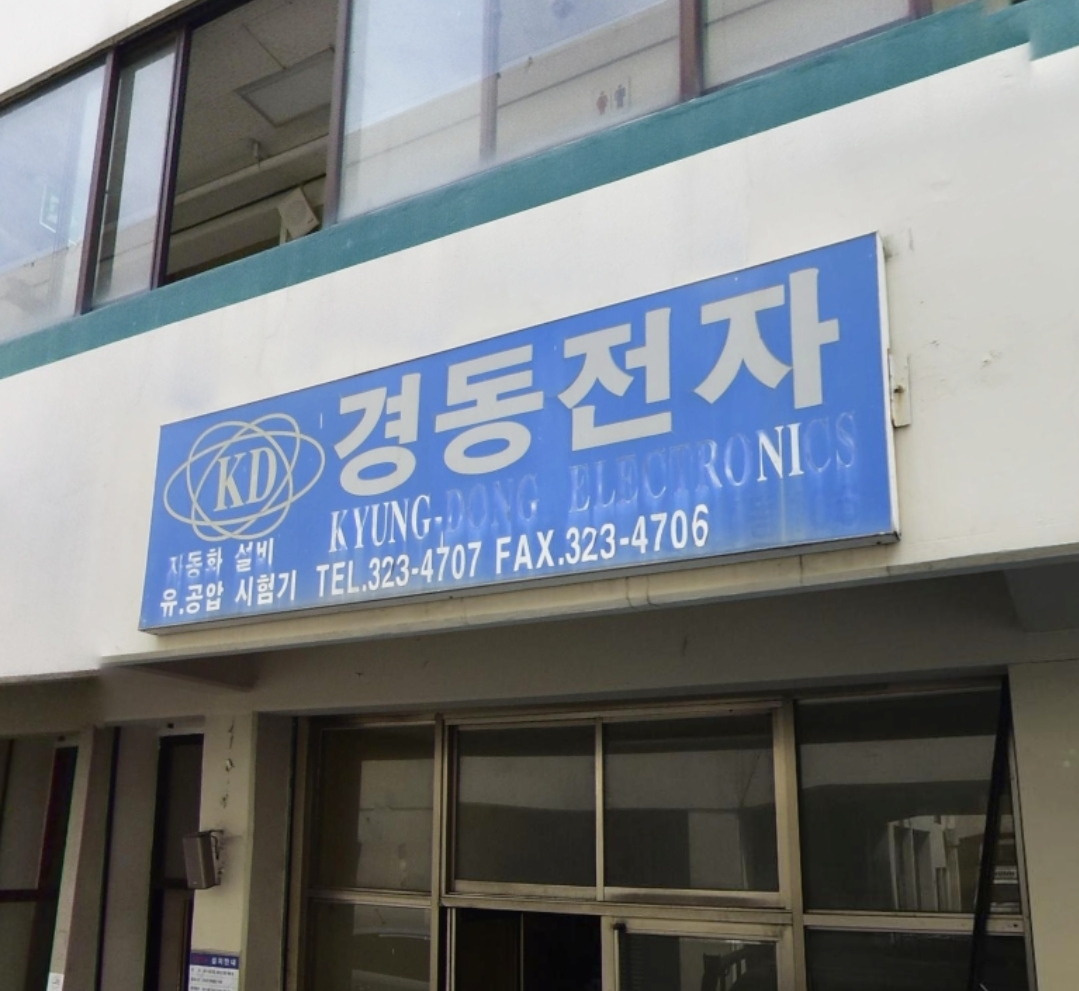 경동전자
KD
KYUNG-DONG ELECTRONICS
자동화 설비
유.공압 시험기
TEL.323-4707 FAX.323-4706